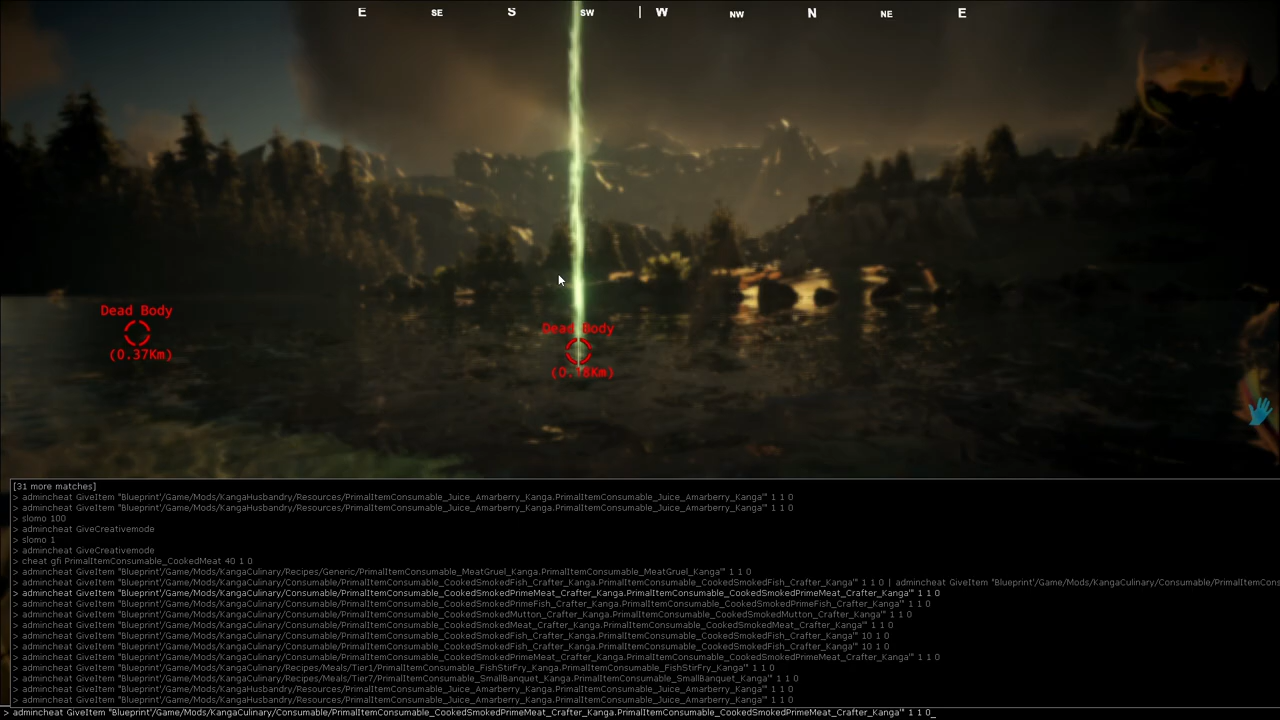 E SE S SW | W NW N NE E
Dead Body
(0.37Km)
Dead Body
(0.18Km)
[31 more matches]
> admincheat GiveItem "Blueprint'/Game/Mods/KangaHusbandry/Resources/PrimalItemConsumable_Juice_Amarberry_Kanga.PrimalItemConsumable_Juice_Amarberry_Kanga'" 1 1 0
> admincheat GiveItem "Blueprint'/Game/Mods/KangaHusbandry/Resources/PrimalItemConsumable_Juice_Amarberry_Kanga.PrimalItemConsumable_Juice_Amarberry_Kanga'" 1 1 0
> slomo 100
> admincheat GiveCreativemode
> slomo 1
> admincheat GiveCreativemode
> cheat gfi PrimalItemConsumable_CookedMeat 40 1 0
> admincheat GiveItem "Blueprint'/Game/Mods/KangaCulinary/Recipes/Generic/PrimalItemConsumable_MeatGruel_Kanga.PrimalItemConsumable_MeatGruel_Kanga'" 1 1 0
> admincheat GiveItem "Blueprint'/Game/Mods/KangaCulinary/Consumable/PrimalItemConsumable_CookedSmokedFish_Crafter_Kanga.PrimalItemConsumable_CookedSmokedFish_Crafter_Kanga'" 1 1 0 | admincheat GiveItem "Blueprint'/Game/Mods/KangaCulinary/Consumable/PrimalItemCons
> admincheat GiveItem "Blueprint'/Game/Mods/KangaCulinary/Consumable/PrimalItemConsumable_CookedSmokedPrimeMeat_Crafter_Kanga.PrimalItemConsumable_CookedSmokedPrimeMeat_Crafter_Kanga'" 1 1 0
> admincheat GiveItem "Blueprint'/Game/Mods/KangaCulinary/Consumable/PrimalItemConsumable_CookedSmokedPrimeFish_Crafter_Kanga.PrimalItemConsumable_CookedSmokedPrimeFish_Crafter_Kanga'" 1 1 0
> admincheat GiveItem "Blueprint'/Game/Mods/KangaCulinary/Consumable/PrimalItemConsumable_CookedSmokedMutton_Crafter_Kanga.PrimalItemConsumable_CookedSmokedMutton_Crafter_Kanga'" 1 1 0
> admincheat GiveItem "Blueprint'/Game/Mods/KangaCulinary/Consumable/PrimalItemConsumable_CookedSmokedMeat_Crafter_Kanga.PrimalItemConsumable_CookedSmokedMeat_Crafter_Kanga'" 1 1 0
> admincheat GiveItem "Blueprint'/Game/Mods/KangaCulinary/Consumable/PrimalItemConsumable_CookedSmokedFish_Crafter_Kanga.PrimalItemConsumable_CookedSmokedFish_Crafter_Kanga'" 10 1 0
> admincheat GiveItem "Blueprint'/Game/Mods/KangaCulinary/Consumable/PrimalItemConsumable_CookedSmokedFish_Crafter_Kanga.PrimalItemConsumable_CookedSmokedFish_Crafter_Kanga'" 10 1 0
> admincheat GiveItem "Blueprint'/Game/Mods/KangaCulinary/Consumable/PrimalItemConsumable_CookedSmokedPrimeMeat_Crafter_Kanga.PrimalItemConsumable_CookedSmokedPrimeMeat_Crafter_Kanga'" 1 1 0
> admincheat GiveItem "Blueprint'/Game/Mods/KangaCulinary/Recipes/Meals/Tier1/PrimalItemConsumable_FishStirFry_Kanga.PrimalItemConsumable_FishStirFry_Kanga'" 1 1 0
> admincheat GiveItem "Blueprint'/Game/Mods/KangaCulinary/Recipes/Meals/Tier7/PrimalItemConsumable_SmallBanquet_Kanga.PrimalItemConsumable_SmallBanquet_Kanga'" 1 1 0
> admincheat GiveItem "Blueprint'/Game/Mods/KangaHusbandry/Resources/PrimalItemConsumable_Juice_Amarberry_Kanga.PrimalItemConsumable_Juice_Amarberry_Kanga'" 1 1 0
> admincheat GiveItem "Blueprint'/Game/Mods/KangaHusbandry/Resources/PrimalItemConsumable_Juice_Amarberry_Kanga.PrimalItemConsumable_Juice_Amarberry_Kanga'" 1 1 0
> admincheat GiveItem "Blueprint'/Game/Mods/KangaCulinary/Consumable/PrimalItemConsumable_CookedSmokedPrimeMeat_Crafter_Kanga.PrimalItemConsumable_CookedSmokedPrimeMeat_Crafter_Kanga'" 1 1 0_